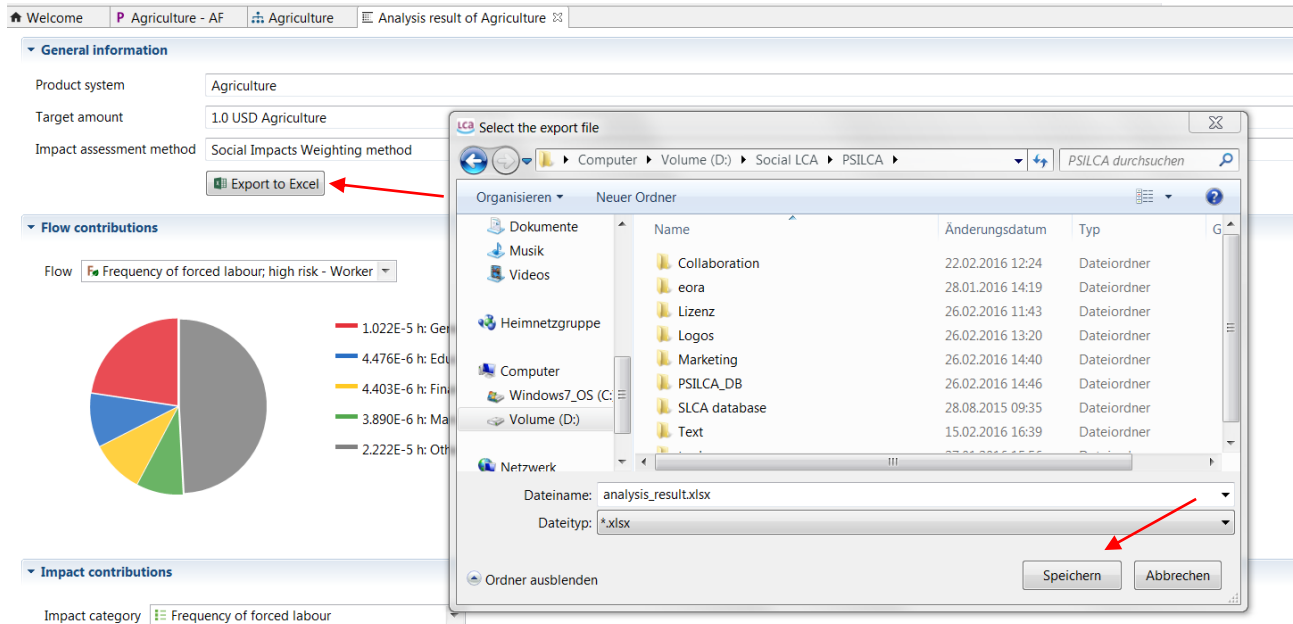 Welcome
P Agriculture - AF
Agriculture
Analysis result of Agriculture
General information
Product system
Agriculture
Target amount
1.0 USD Agriculture
Impact assessment method
Social Impacts Weighting method
Export to Excel
Flow contributions
Flow
Frequency of forced labour; high risk - Worker
1.022E-5 h: Ger
4.476E-6 h: Edu
4.403E-6 h: Fina
3.890E-6 h: Ma
2.222E-5 h: Oth
Impact contributions
Impact category
Frequency of forced labour
LCA Select the export file
Computer Volume (D:) Social LCA PSILCA
PSILCA durchsuchen
Organisieren
Neuer Ordner
Dokumente
Musik
Videos
Heimnetzgruppe
Computer
Windows7_OS (C:
Volume (D:)
Netzwerk
Name Änderungsdatum Typ G
Collaboration 22.02.2016 12:24 Dateiordner
eora 28.01.2016 14:19 Dateiordner
Lizenz 26.02.2016 11:43 Dateiordner
Logos 26.02.2016 13:20 Dateiordner
Marketing 26.02.2016 14:40 Dateiordner
PSILCA_DB 26.02.2016 14:46 Dateiordner
SLCA database 28.08.2015 09:35 Dateiordner
Text 15.02.2016 16:39 Dateiordner
Dateiname: analysis_result.xlsx
Dateityp: *.xlsx
Ordner ausblenden
Speichern
Abbrechen